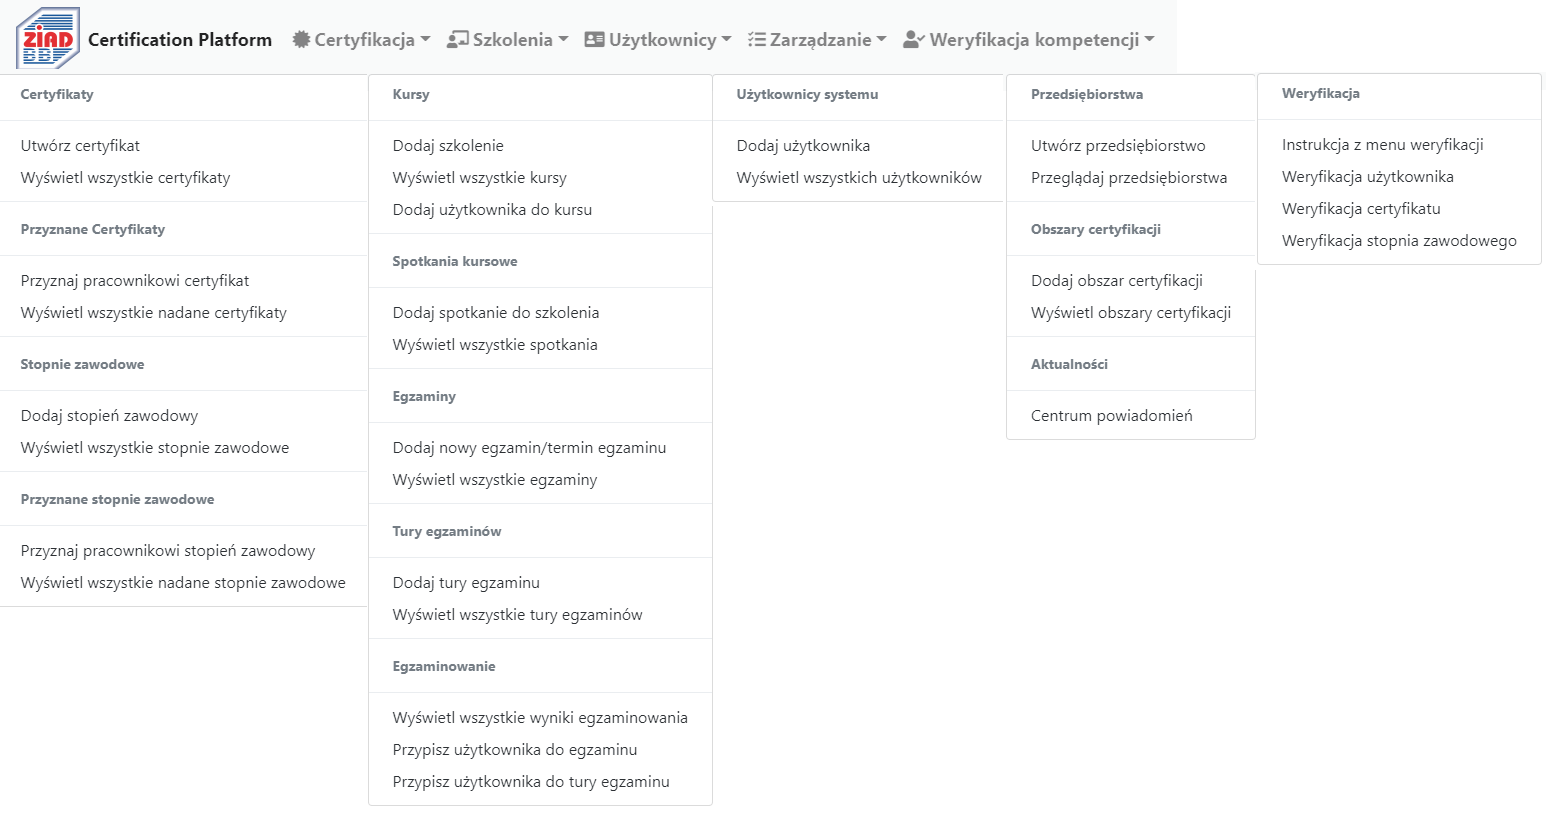 ZIAD
BBF
Certification Platform
Certyfikacja
Szkolenia
Użytkownicy
Zarządzanie
Weryfikacja kompetencji
Certyfikaty
Utwórz certyfikat
Wyświetl wszystkie certyfikaty
Przyznane Certyfikaty
Przyznaj pracownikowi certyfikat
Wyświetl wszystkie nadane certyfikaty
Stopnie zawodowe
Dodaj stopień zawodowy
Wyświetl wszystkie stopnie zawodowe
Przyznane stopnie zawodowe
Przyznaj pracownikowi stopień zawodowy
Wyświetl wszystkie nadane stopnie zawodowe
Kursy
Dodaj szkolenie
Wyświetl wszystkie kursy
Dodaj użytkownika do kursu
Spotkania kursowe
Dodaj spotkanie do szkolenia
Wyświetl wszystkie spotkania
Egzaminy
Dodaj nowy egzamin/termin egzaminu
Wyświetl wszystkie egzaminy
Tury egzaminów
Dodaj tury egzaminu
Wyświetl wszystkie tury egzaminów
Egzaminowanie
Wyświetl wszystkie wyniki egzaminowania
Przypisz użytkownika do egzaminu
Przypisz użytkownika do tury egzaminu
Użytkownicy systemu
Dodaj użytkownika
Wyświetl wszystkich użytkowników
Przedsiębiorstwa
Utwórz przedsiębiorstwo
Przeglądaj przedsiębiorstwa
Obszary certyfikacji
Dodaj obszar certyfikacji
Wyświetl obszary certyfikacji
Aktualności
Centrum powiadomień
Weryfikacja
Instrukcja z menu weryfikacji
Weryfikacja użytkownika
Weryfikacja certyfikatu
Weryfikacja stopnia zawodowego